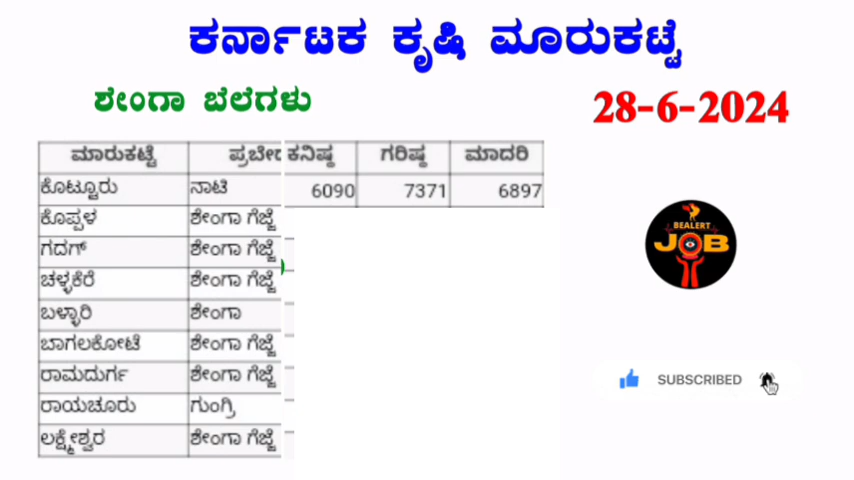 ಕರ್ನಾಟಕ ಕೃಷಿ ಮಾರುಕಟ್ಟೆ
ಶೇಂಗಾ ಬೆಲೆಗಳು
28-6-2024
ಮಾರುಕಟ್ಟೆ ಕನಿಷ್ಠ ಗರಿಷ್ಠ ಮಾದರಿ
ಕೊಟ್ಟೂರು ನಾಟಿ 6090 7371 6897
ಕೊಪ್ಪಳ ಶೇಂಗಾ ಗೆಜ್ಜೆ
ಗದಗ್ ಶೇಂಗಾ ಗೆಜ್ಜೆ
ಚಳ್ಳಕೆರೆ ಶೇಂಗಾ ಗೆಜ್ಜೆ
ಬಳ್ಳಾರಿ ಶೇಂಗಾ
ಬಾಗಲಕೋಟೆ ಶೇಂಗಾ ಗೆಜ್ಜೆ
ರಾಮದುರ್ಗ ಶೇಂಗಾ ಗೆಜ್ಜೆ
ರಾಯಚೂರು ಗುಂಗ್ರಿ
ಲಕ್ಷ್ಮೇಶ್ವರ ಶೇಂಗಾ ಗೆಜ್ಜೆ
BEALERT
JOB
SUBSCRIBED